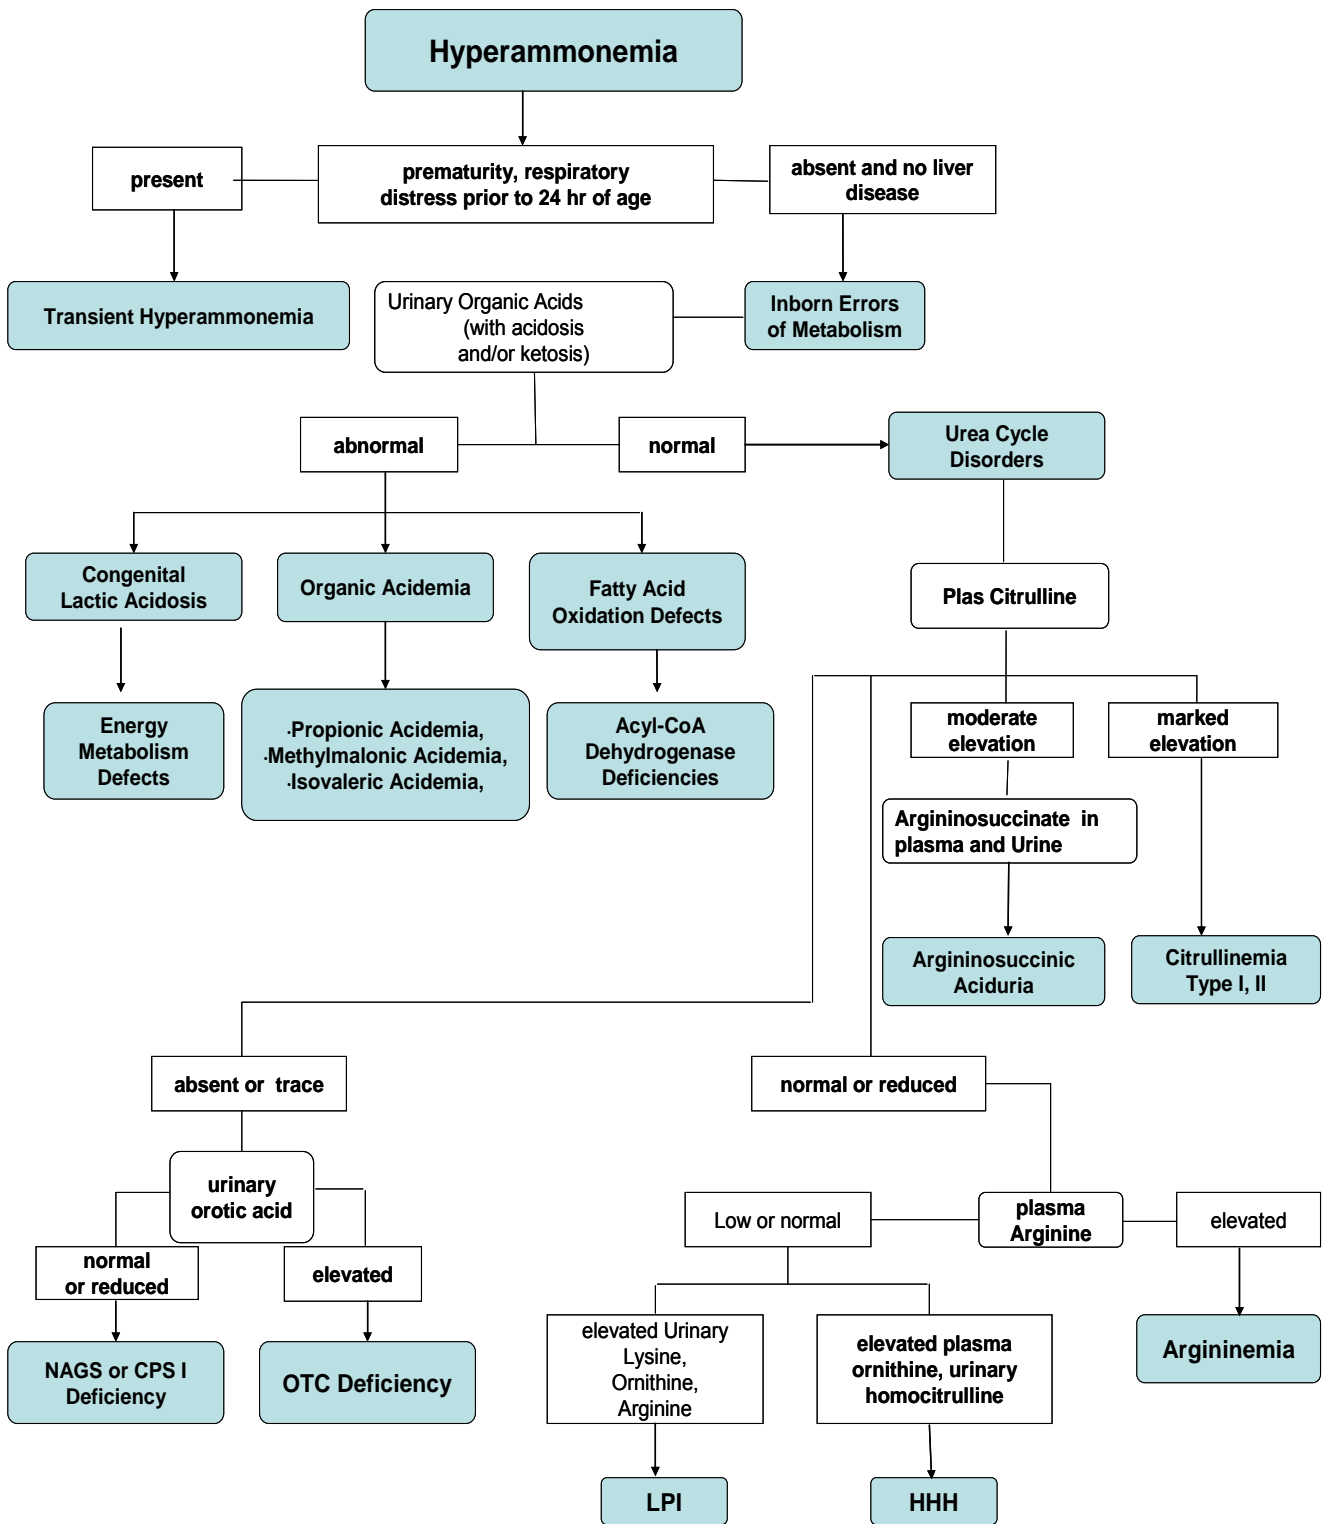 Hyperammonemia
present
prematurity, respiratory
distress prior to 24 hr of age
absent and no liver
disease
Transient Hyperammonemia
Urinary Organic Acids
(with acidosis
and/or ketosis)
Inborn Errors
of Metabolism
abnormal
normal
Urea Cycle
Disorders
Congenital
Lactic Acidosis
Organic Acidemia
Fatty Acid
Oxidation Defects
Plas Citrulline
Energy
Metabolism
Defects
·Propionic Acidemia,
·Methylmalonic Acidemia,
·Isovaleric Acidemia,
Acyl-CoA
Dehydrogenase
Deficiencies
moderate
elevation
marked
elevation
Argininosuccinate in
plasma and Urine
Argininosuccinic
Aciduria
Citrullinemia
Type I, II
absent or trace
normal or reduced
urinary
orotic acid
Low or normal
plasma
Arginine
elevated
normal
or reduced
elevated
elevated Urinary
Lysine,
Ornithine,
Arginine
elevated plasma
ornithine, urinary
homocitrulline
Argininemia
NAGS or CPS I
Deficiency
OTC Deficiency
LPI
HHH